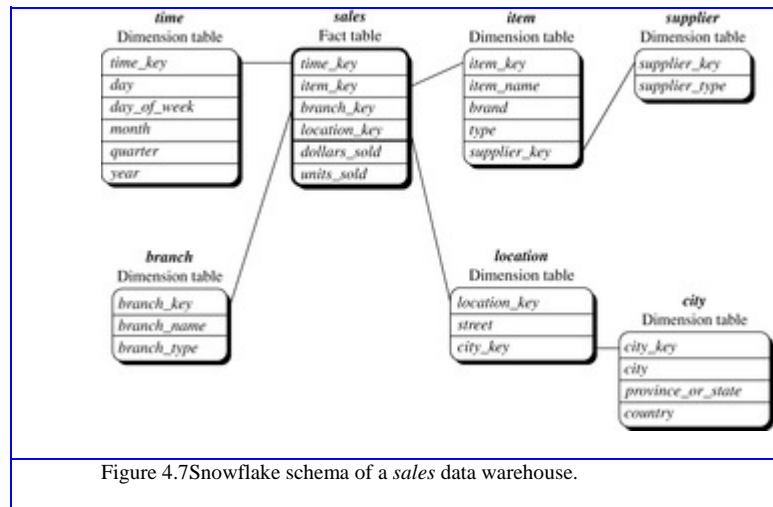 time
Dimension table
time_key
day
day_of_week
month
quarter
year
sales
Fact table
time_key
item_key
branch_key
location_key
dollars_sold
units_sold
item
Dimension table
item_key
item_name
brand
type
supplier_key
supplier
Dimension table
supplier_key
supplier_type
branch
Dimension table
branch_key
branch_name
branch_type
location
Dimension table
location_key
street
city_key
city
Dimension table
city_key
city
province_or_state
country
Figure 4.7Snowflake schema of a sales data warehouse.